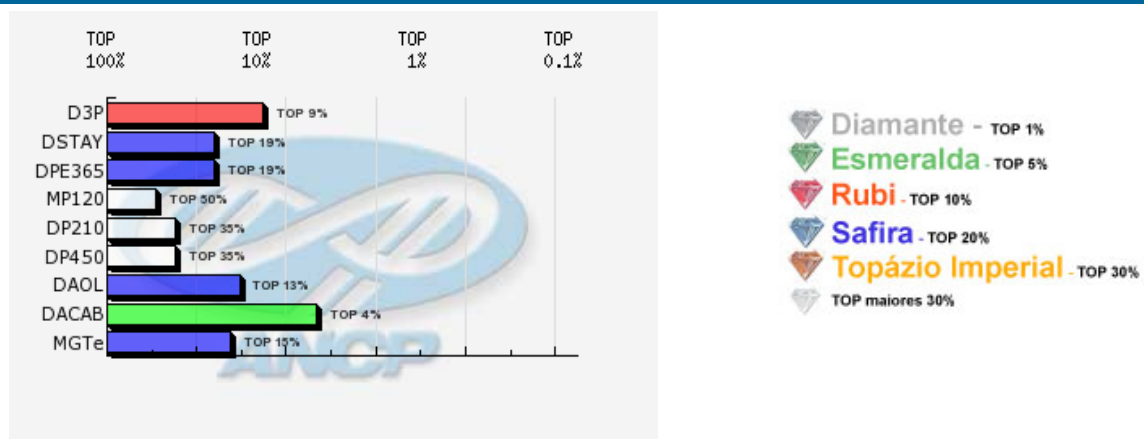 TOP TOP TOP TOP
100% 10% 1% 0.1%
D3P TOP 9%
DSTAY TOP 19%
DPE365 TOP 19%
MP120 TOP 50%
DP210 TOP 35%
DP450 TOP 35%
DAOL TOP 13%
DACAB TOP 4%
MGTe TOP 15%
ANCP
Diamante - TOP 1%
Esmeralda - TOP 5%
Rubi - TOP 10%
Safira - TOP 20%
Topázio Imperial - TOP 30%
TOP maiores 30%